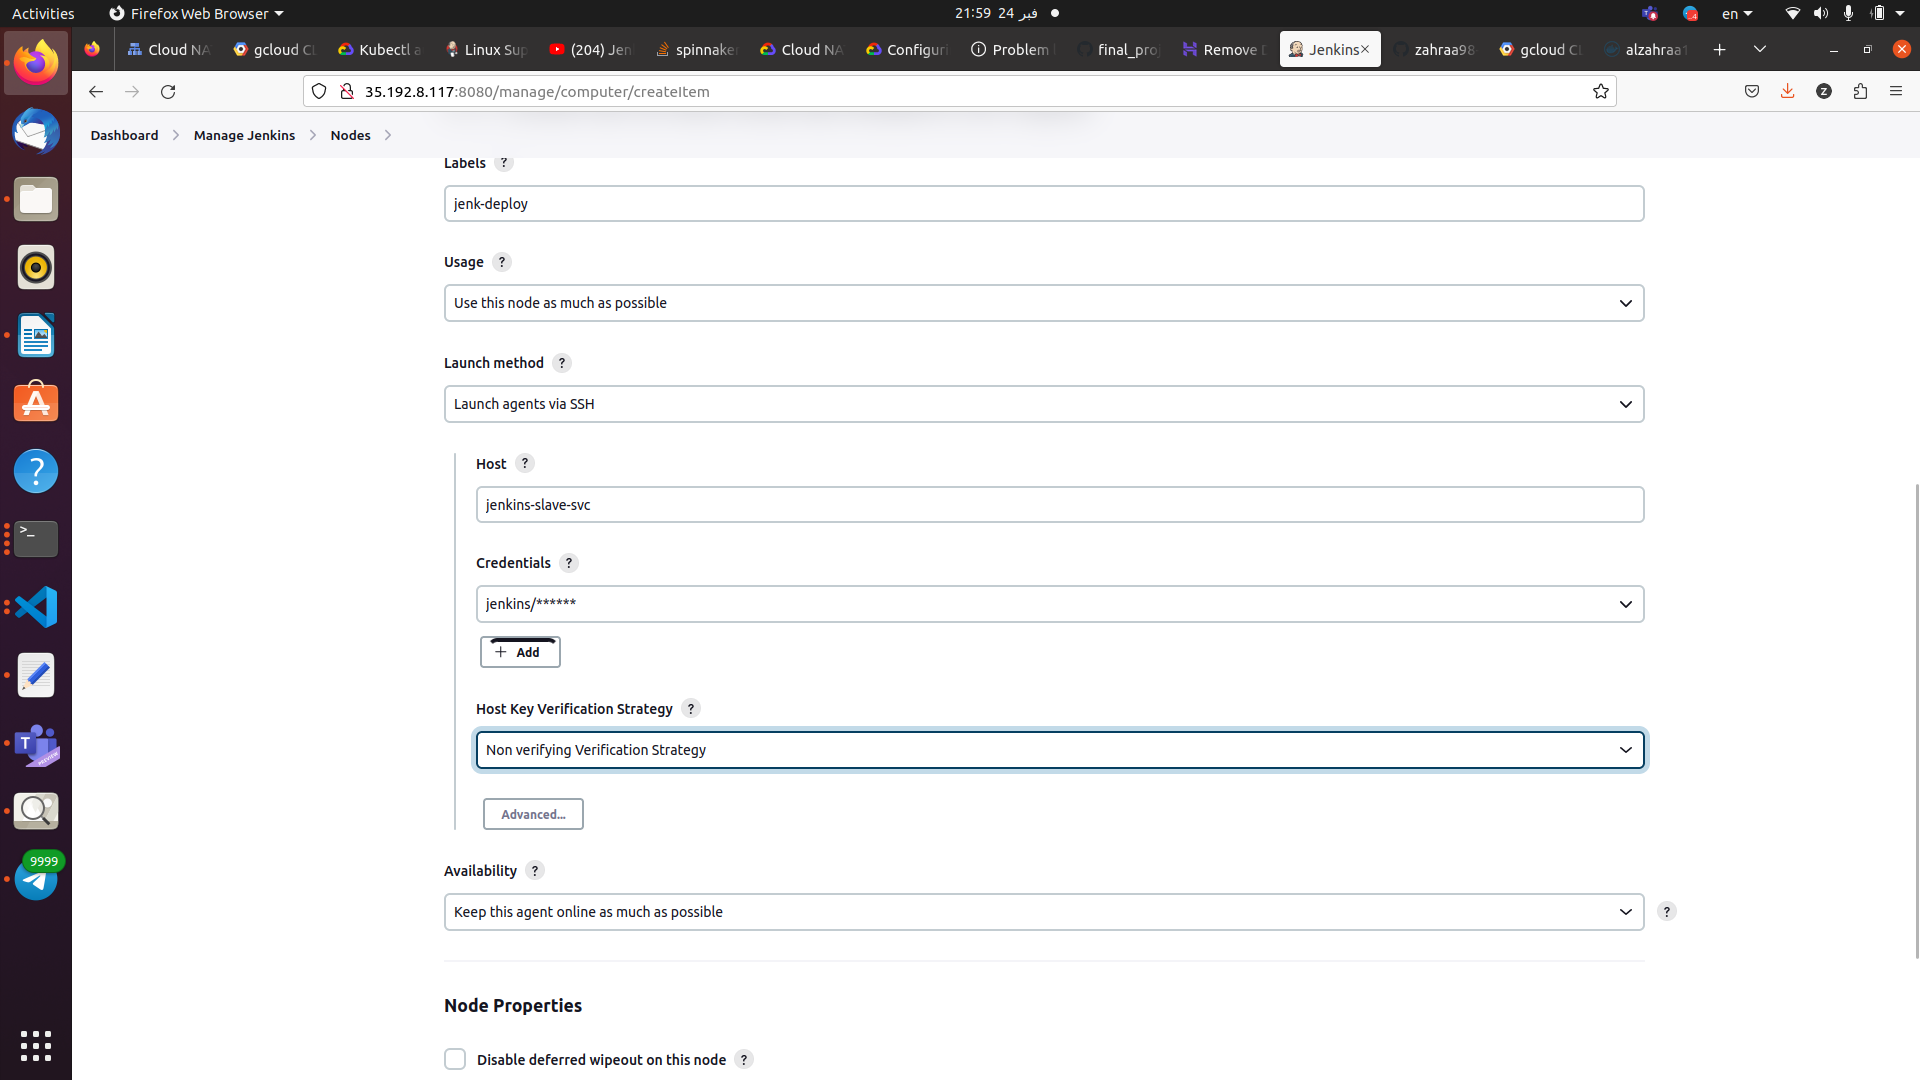 Activities
Firefox Web Browser
21:59 24 فبر
en
Cloud NA
gcloud CL
Kubectl a
Linux Sup
(204) Jen
spinnaker
Cloud NA
Configuri
Problem l
final_proj
Remove D
Jenkins
zahraa98
gcloud CL
alzahraa1
35.192.8.117:8080/manage/computer/createItem
Dashboard
Manage Jenkins
Nodes
Labels ?
jenk-deploy
Usage ?
Use this node as much as possible
Launch method ?
Launch agents via SSH
Host ?
jenkins-slave-svc
Credentials ?
jenkins/******
+ Add
Host Key Verification Strategy ?
Non verifying Verification Strategy
Advanced...
Availability ?
Keep this agent online as much as possible
?
Node Properties
Disable deferred wipeout on this node ?
9999